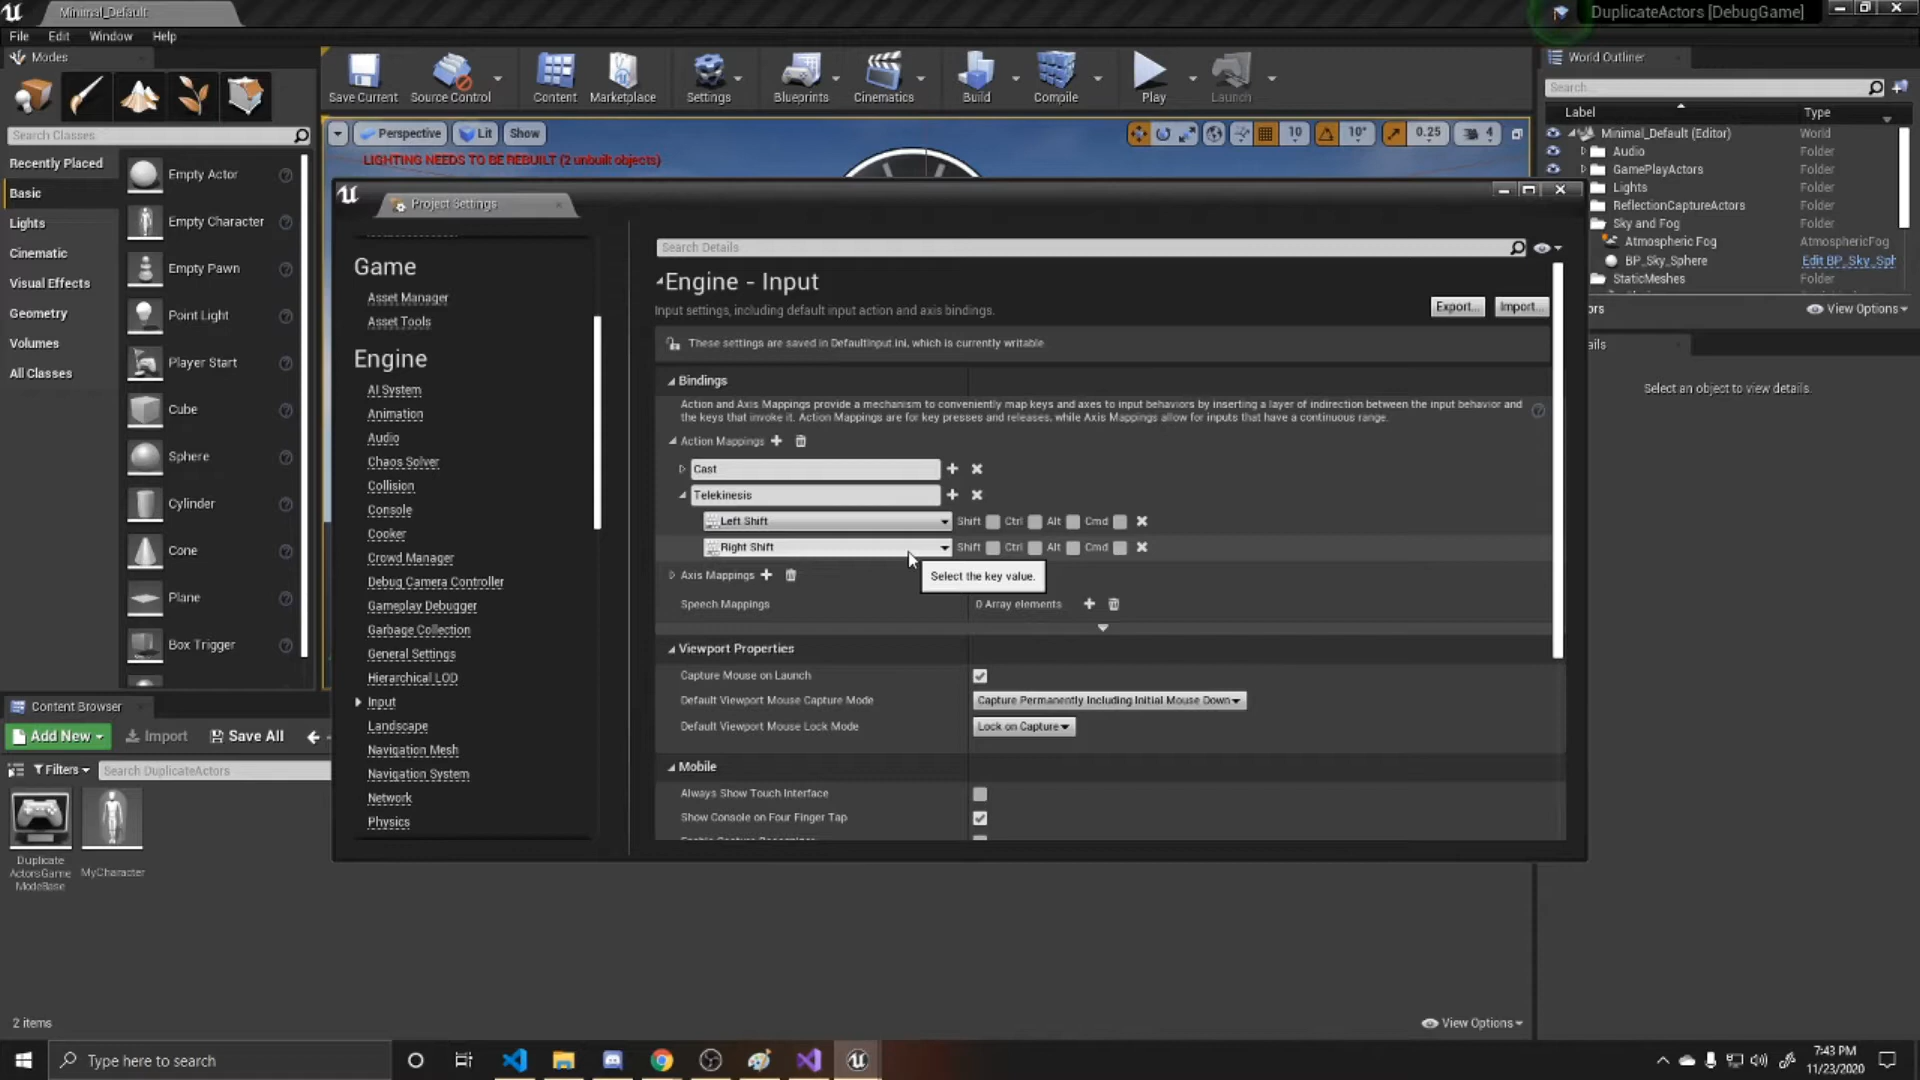 Minimal_Default
DuplicateActors [DebugGame]
File Edit Window Help
Modes
Save Current Source Control Content Marketplace Settings Blueprints Cinematics Build Compile Play Launch
World Outliner
Search Classes
Search...
Label Type
Perspective Lit Show
10 10° 0.25 4
LIGHTING NEEDS TO BE REBUILT (2 unbuilt objects)
Recently Placed
Basic
Lights
Cinematic
Visual Effects
Geometry
Volumes
All Classes
Empty Actor
Empty Character
Empty Pawn
Point Light
Player Start
Cube
Sphere
Cylinder
Cone
Plane
Box Trigger
Minimal_Default (Editor) World
Audio Folder
GamePlayActors Folder
Lights Folder
ReflectionCaptureActors Folder
Sky and Fog Folder
Atmospheric Fog AtmosphericFog
BP_Sky_Sphere Edit BP_Sky_Sph
StaticMeshes Folder
ors View Options
ails
Select an object to view details.
Project Settings
Game
Asset Manager
Asset Tools
Engine
AI System
Animation
Audio
Chaos Solver
Collision
Console
Cooker
Crowd Manager
Debug Camera Controller
Gameplay Debugger
Garbage Collection
General Settings
Hierarchical LOD
Input
Landscape
Navigation Mesh
Navigation System
Network
Physics
Search Details
Engine - Input
Input settings, including default input action and axis bindings.
Export... Import...
These settings are saved in DefaultInput.ini, which is currently writable.
Bindings
Action and Axis Mappings provide a mechanism to conveniently map keys and axes to input behaviors by inserting a layer of indirection between the input behavior and
the keys that invoke it. Action Mappings are for key presses and releases, while Axis Mappings allow for inputs that have a continuous range.
Action Mappings
Cast
Telekinesis
Left Shift Shift Ctrl Alt Cmd
Right Shift Shift Ctrl Alt Cmd
Select the key value.
Axis Mappings
Speech Mappings 0 Array elements
Viewport Properties
Capture Mouse on Launch
Default Viewport Mouse Capture Mode Capture Permanently Including Initial Mouse Down
Default Viewport Mouse Lock Mode Lock on Capture
Mobile
Always Show Touch Interface
Show Console on Four Finger Tap
Content Browser
Add New Import Save All
Filters Search DuplicateActors
Duplicate
ActorsGame
ModeBase
MyCharacter
2 items
View Options
Type here to search
7:43 PM
11/23/2020